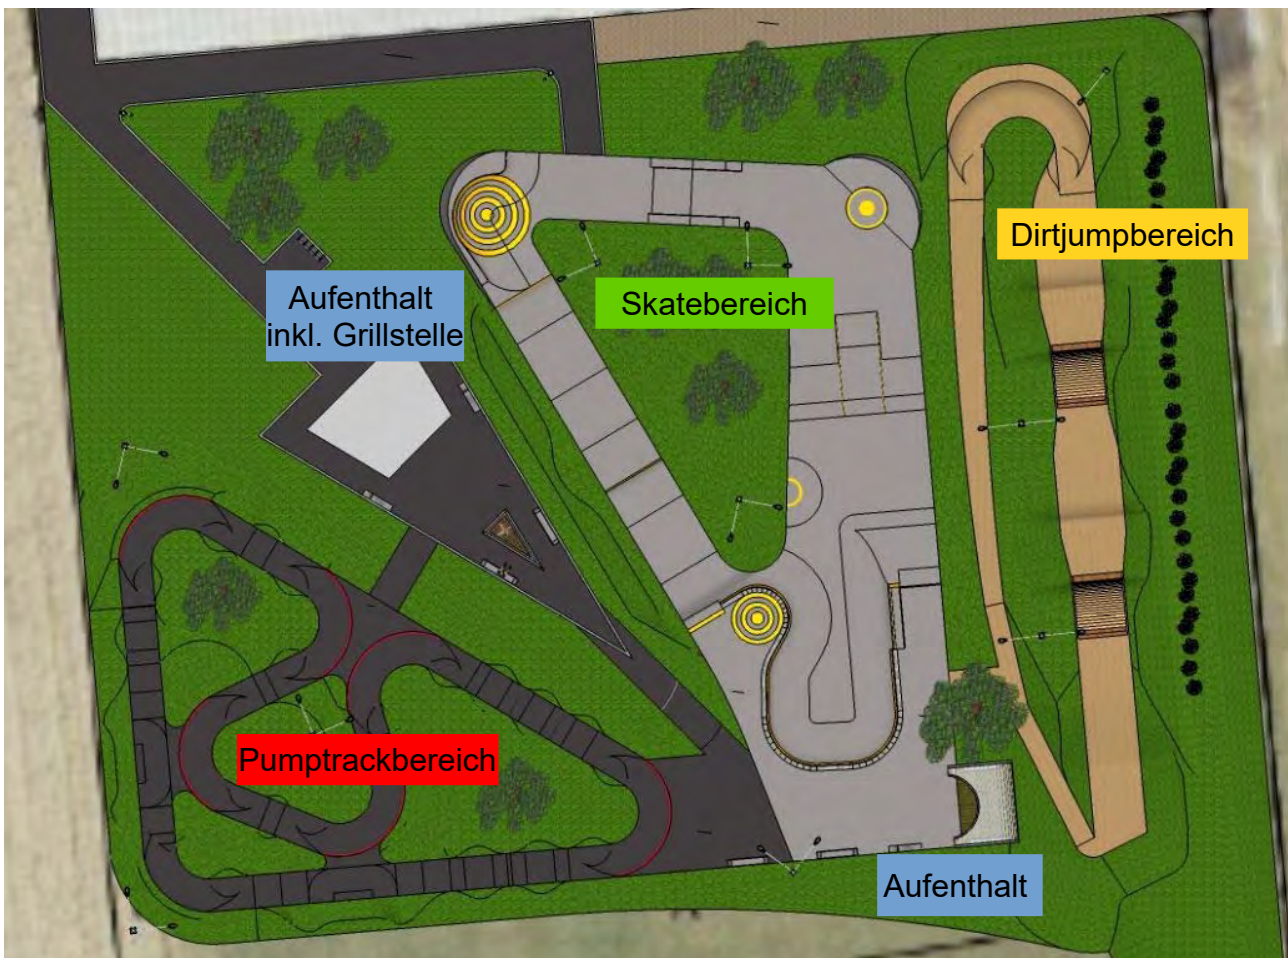 Dirtjumpbereich
Aufenthalt
inkl. Grillstelle
Skatebereich
Pumptrackbereich
Aufenthalt